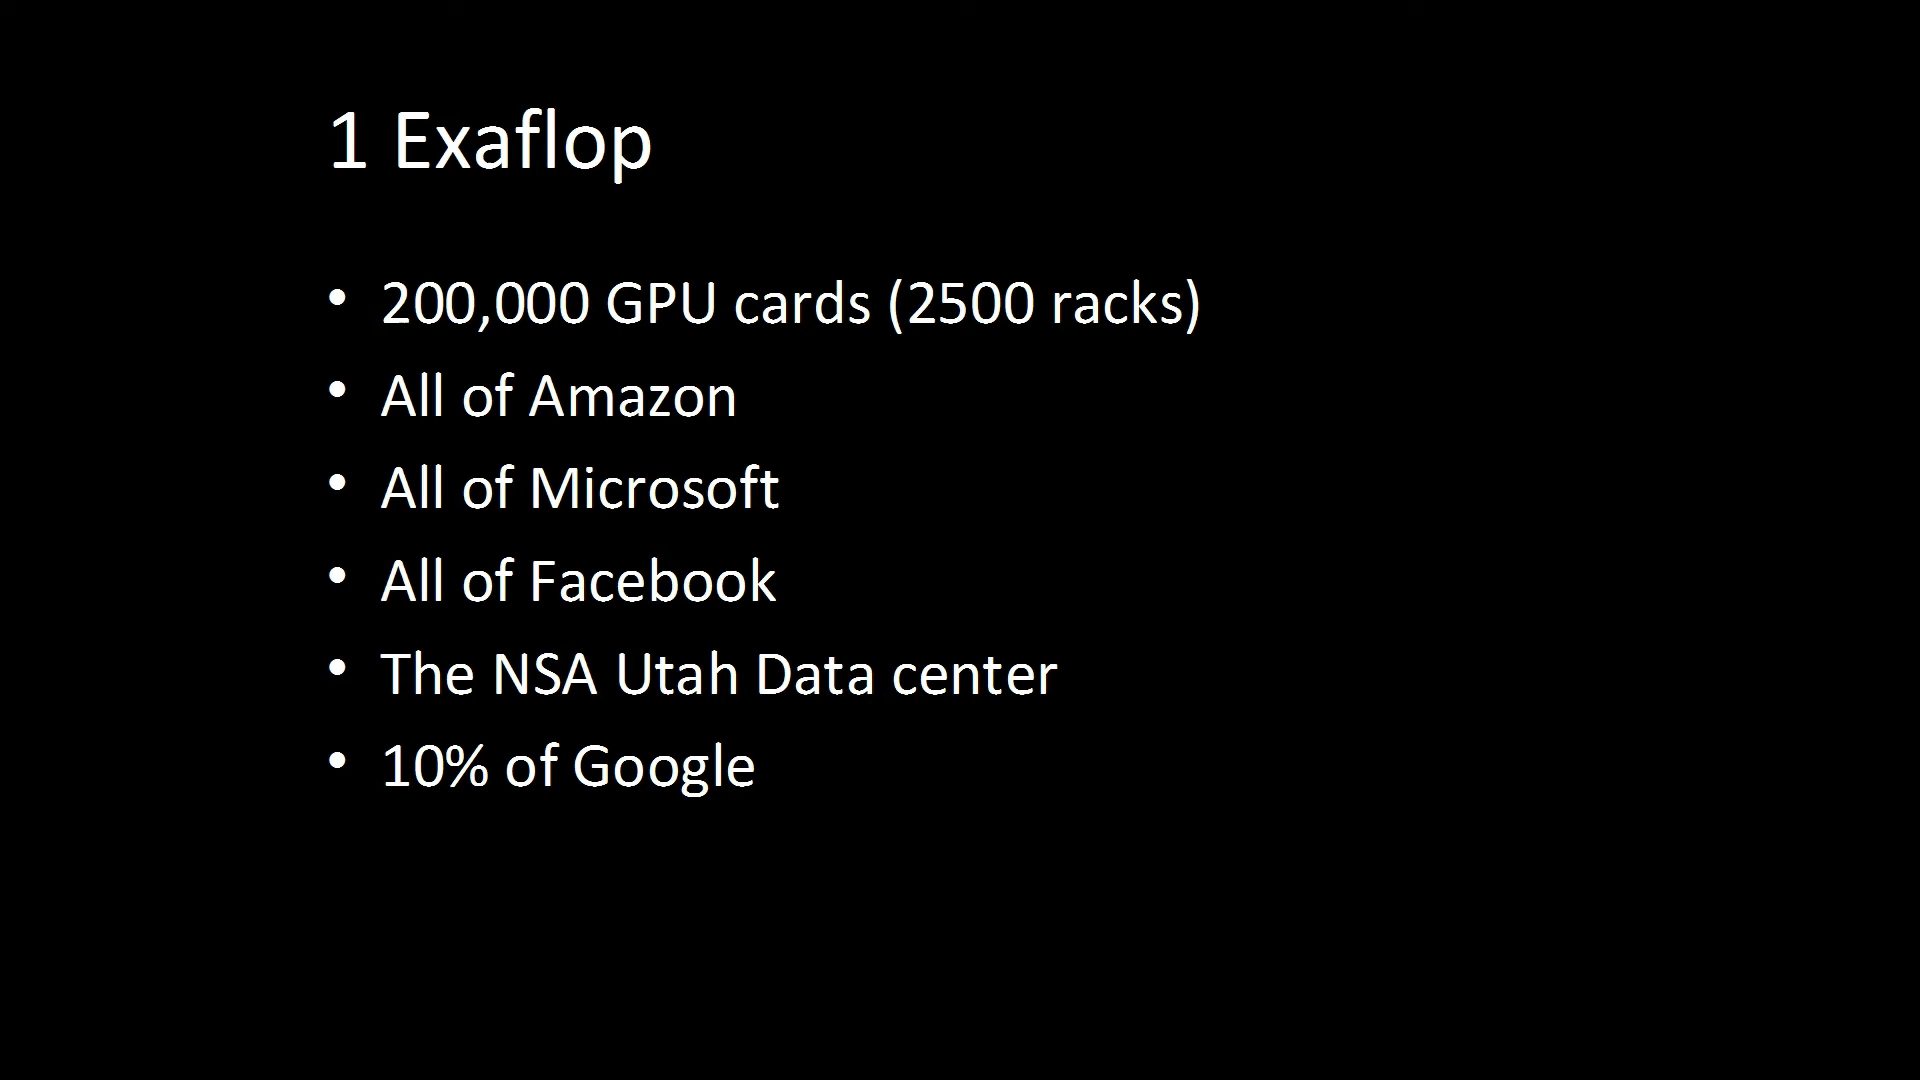 1 Exaflop
• 200,000 GPU cards (2500 racks)
• All of Amazon
• All of Microsoft
• All of Facebook
• The NSA Utah Data center
• 10% of Google